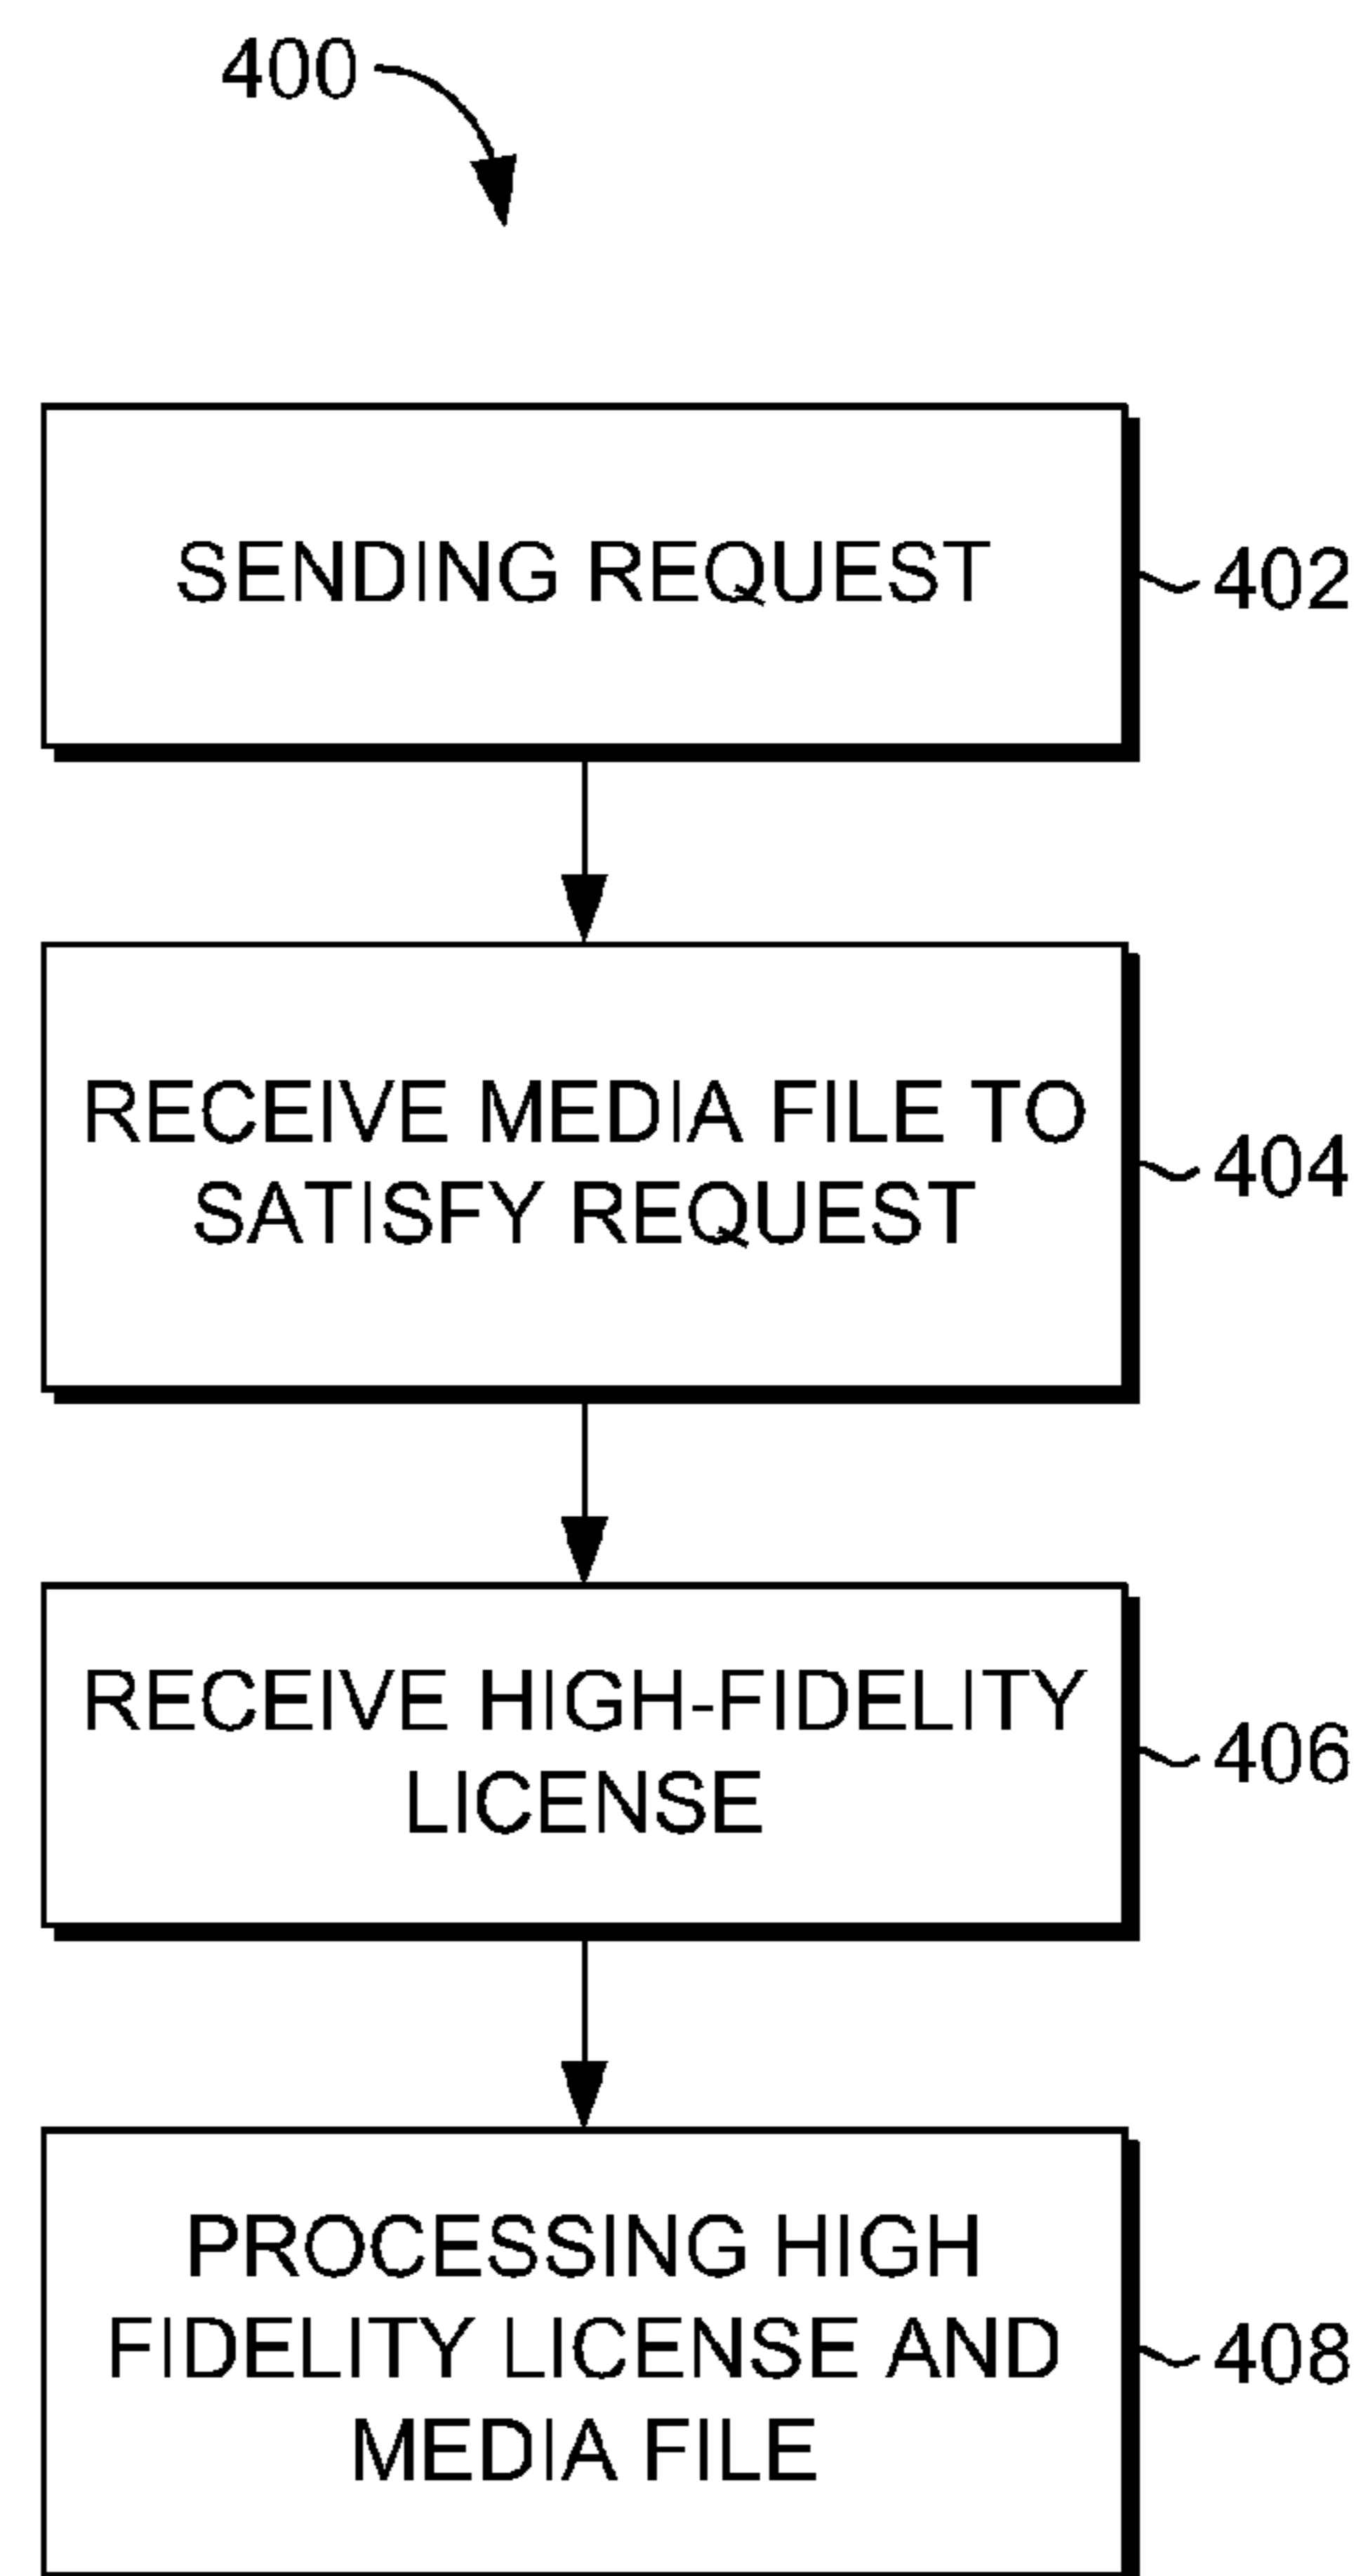 400
SENDING REQUEST
402
RECEIVE MEDIA FILE TO
SATISFY REQUEST
404
RECEIVE HIGH-FIDELITY
LICENSE
406
PROCESSING HIGH
FIDELITY LICENSE AND
MEDIA FILE
408